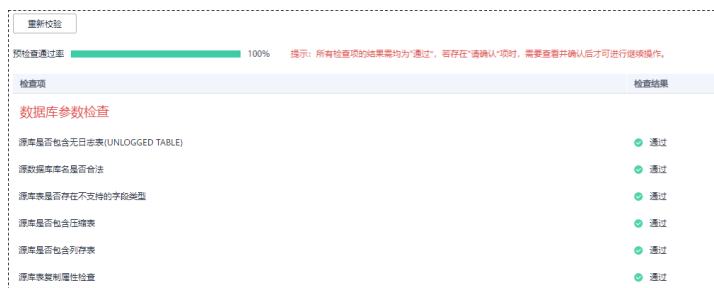 重新校验
预检查通过率 100% 提示：所有检查项的结果需均为"通过"，若存在"请确认"项时，需要查看并确认后才可进行继续操作。
检查项 检查结果
数据库参数检查
源库是否包含无日志表(UNLOGGED TABLE) 通过
源数据库库名是否合法 通过
源库表是否存在不支持的字段类型 通过
源库是否包含压缩表 通过
源库是否包含列存表 通过
源库表复制属性检查 通过